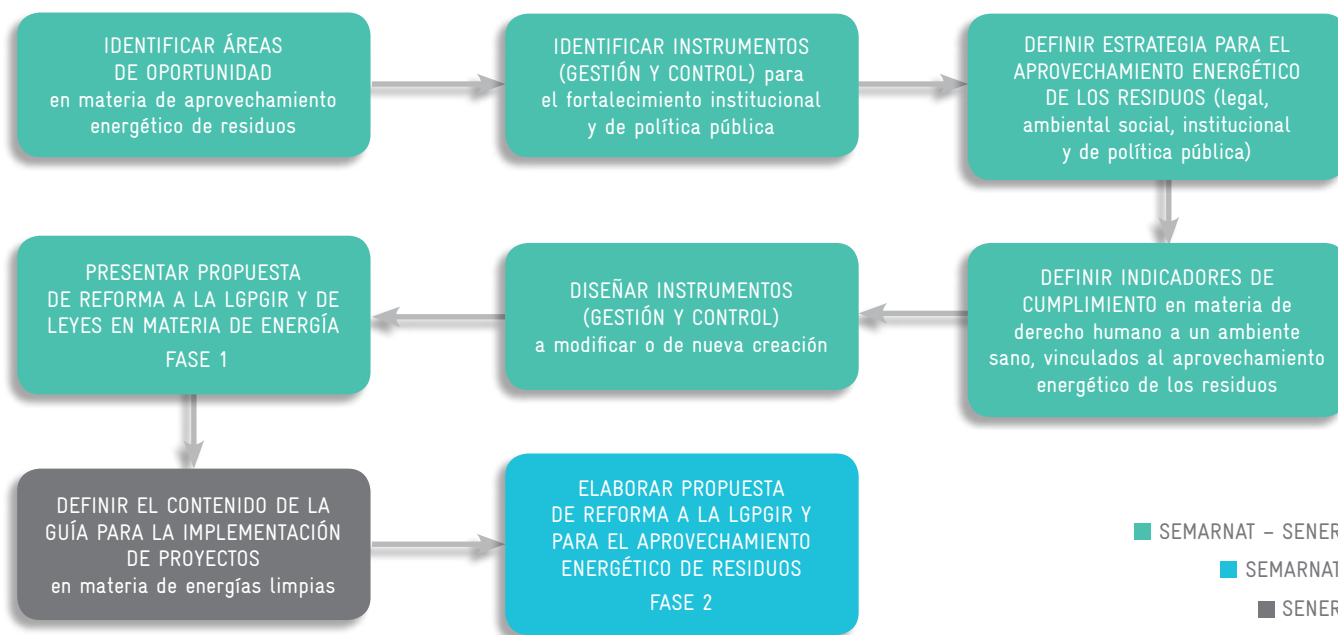 IDENTIFICAR ÁREAS
DE OPORTUNIDAD
en materia de aprovechamiento
energético de residuos
IDENTIFICAR INSTRUMENTOS
(GESTIÓN Y CONTROL) para
el fortalecimiento institucional
y de política pública
DEFINIR ESTRATEGIA PARA EL
APROVECHAMIENTO ENERGÉTICO
DE LOS RESIDUOS (legal,
ambiental social, institucional
y de política pública)
DEFINIR INDICADORES DE
CUMPLIMIENTO en materia de
derecho humano a un ambiente
sano, vinculados al aprovechamiento
energético de los residuos
DISEÑAR INSTRUMENTOS
(GESTIÓN Y CONTROL)
a modificar o de nueva creación
PRESENTAR PROPUESTA
DE REFORMA A LA LGPGIR Y DE
LEYES EN MATERIA DE ENERGÍA
FASE 1
DEFINIR EL CONTENIDO DE LA
GUÍA PARA LA IMPLEMENTACIÓN
DE PROYECTOS
en materia de energías limpias
ELABORAR PROPUESTA
DE REFORMA A LA LGPGIR Y
PARA EL APROVECHAMIENTO
ENERGÉTICO DE RESIDUOS
FASE 2
SEMARNAT – SENER
SEMARNAT
SENER